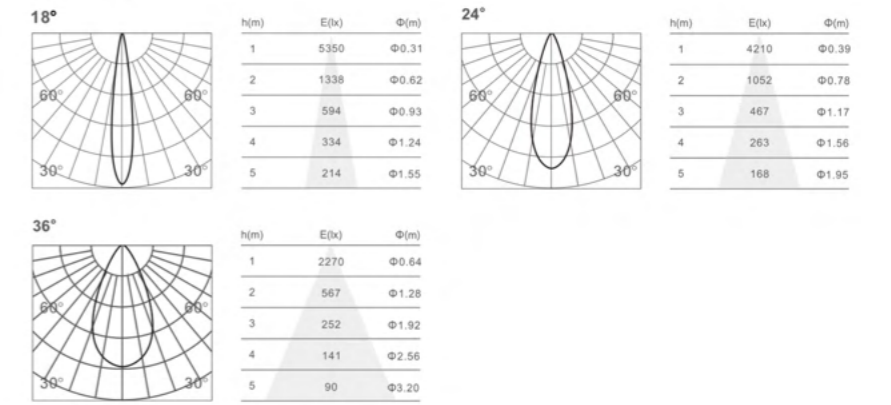 18°
h(m) E(lx) Φ(m)
1 5350 Φ0.31
2 1338 Φ0.62
3 594 Φ0.93
4 334 Φ1.24
5 214 Φ1.55
60° 60°
30° 30°
24°
h(m) E(lx) Φ(m)
1 4210 Φ0.39
2 1052 Φ0.78
3 467 Φ1.17
4 263 Φ1.56
5 168 Φ1.95
60° 60°
30° 30°
36°
h(m) E(lx) Φ(m)
1 2270 Φ0.64
2 567 Φ1.28
3 252 Φ1.92
4 141 Φ2.56
5 90 Φ3.20
60° 60°
30° 30°